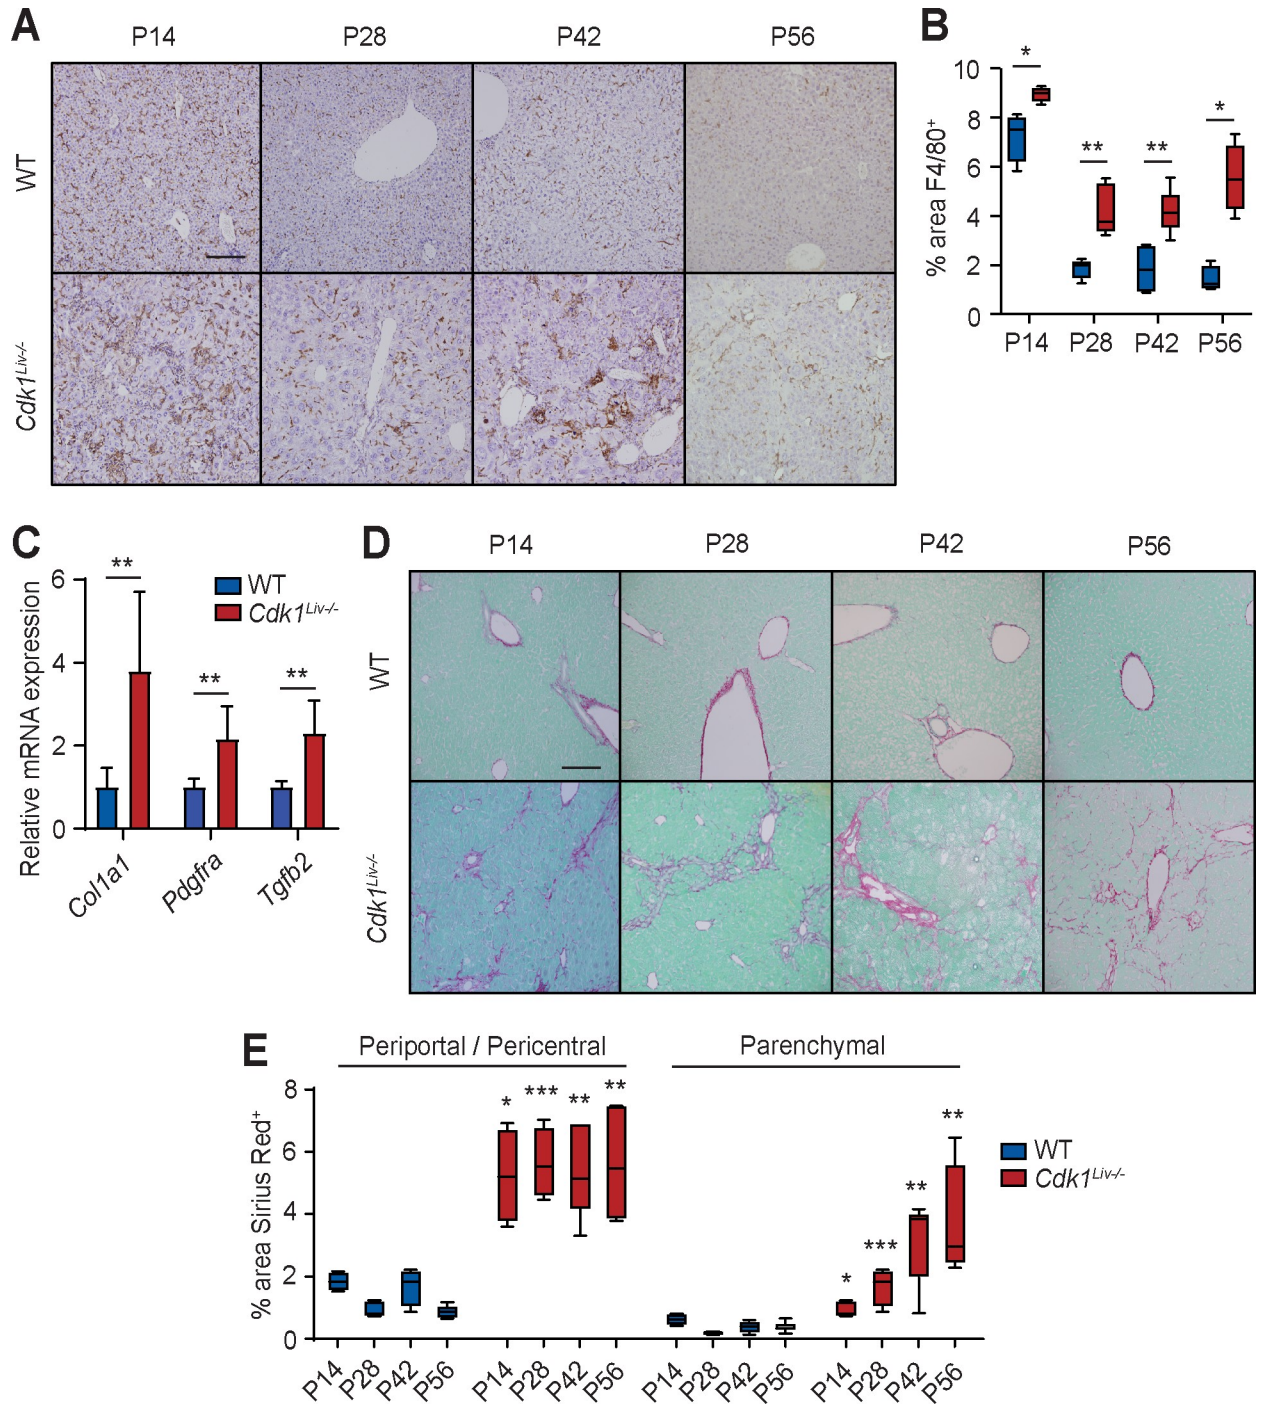 A
P14 P28 P42 P56
WT
Cdk1Liv-/-
B
% area F4/80+
10
8
6
4
2
0
* ** ** *
P14 P28 P42 P56
C
Relative mRNA expression
6
4
2
0
** ** **
WT
Cdk1Liv-/-
Col1a1 Pdgfra Tgfb2
D
P14 P28 P42 P56
WT
Cdk1Liv-/-
E
Periportal / Pericentral Parenchymal
% area Sirius Red+
8
6
4
2
0
* *** ** ** * *** ** **
WT
Cdk1Liv-/-
P14 P28 P42 P56 P14 P28 P42 P56 P14 P28 P42 P56 P14 P28 P42 P56